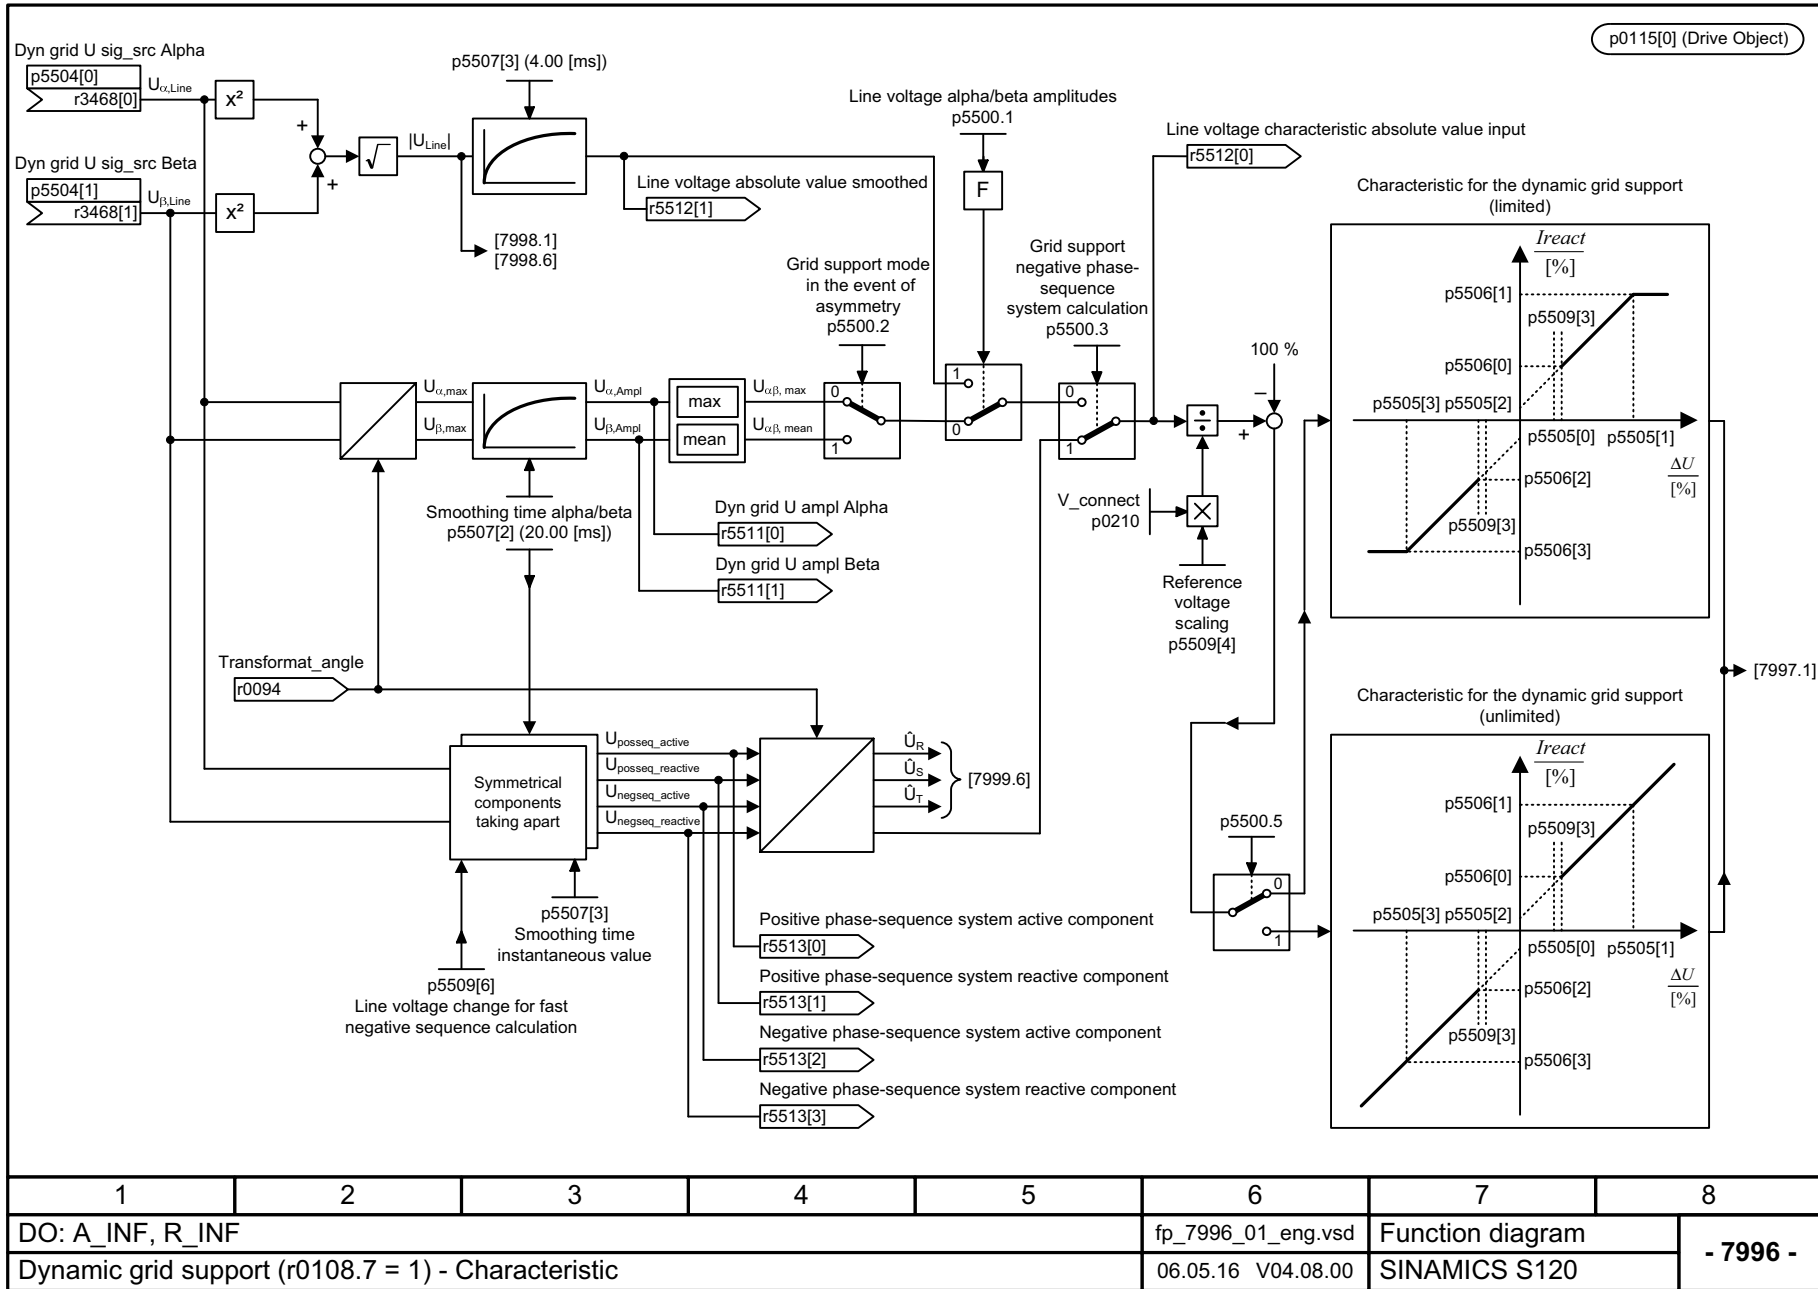 p0115[0] (Drive Object)
Dyn grid U sig_src Alpha
p5504[0]
r3468[0]
Uα,Line
x²
+
Dyn grid U sig_src Beta
p5504[1]
r3468[1]
Uβ,Line
x²
+
√
|ULine|
p5507[3] (4.00 [ms])
Line voltage absolute value smoothed
r5512[1]
[7998.1]
[7998.6]
Line voltage alpha/beta amplitudes
p5500.1
F
Line voltage characteristic absolute value input
r5512[0]
Grid support mode
in the event of
asymmetry
p5500.2
Grid support
negative phase-
sequence
system calculation
p5500.3
Uα,max
Uβ,max
Uα,Ampl
Uβ,Ampl
max
mean
Uαβ, max
Uαβ, mean
0
1
1
0
0
1
÷
+
100 %
–
Smoothing time alpha/beta
p5507[2] (20.00 [ms])
Dyn grid U ampl Alpha
r5511[0]
Dyn grid U ampl Beta
r5511[1]
V_connect
p0210
×
Reference
voltage
scaling
p5509[4]
Characteristic for the dynamic grid support
(limited)
Ireact
[%]
p5506[1]
p5509[3]
p5506[0]
p5505[3] p5505[2]
p5505[0] p5505[1]
ΔU
[%]
p5506[2]
p5509[3]
p5506[3]
[7997.1]
Transformat_angle
r0094
Symmetrical
components
taking apart
Uposseq_active
Uposseq_reactive
Unegseq_active
Unegseq_reactive
ÛR
ÛS
ÛT
[7999.6]
p5507[3]
Smoothing time
instantaneous value
p5509[6]
Line voltage change for fast
negative sequence calculation
Positive phase-sequence system active component
r5513[0]
Positive phase-sequence system reactive component
r5513[1]
Negative phase-sequence system active component
r5513[2]
Negative phase-sequence system reactive component
r5513[3]
p5500.5
0
1
Characteristic for the dynamic grid support
(unlimited)
Ireact
[%]
p5506[1]
p5509[3]
p5506[0]
p5505[3] p5505[2]
p5505[0] p5505[1]
ΔU
[%]
p5506[2]
p5509[3]
p5506[3]
1 2 3 4 5 6 7 8
DO: A_INF, R_INF
fp_7996_01_eng.vsd
Function diagram
- 7996 -
Dynamic grid support (r0108.7 = 1) - Characteristic
06.05.16 V04.08.00
SINAMICS S120